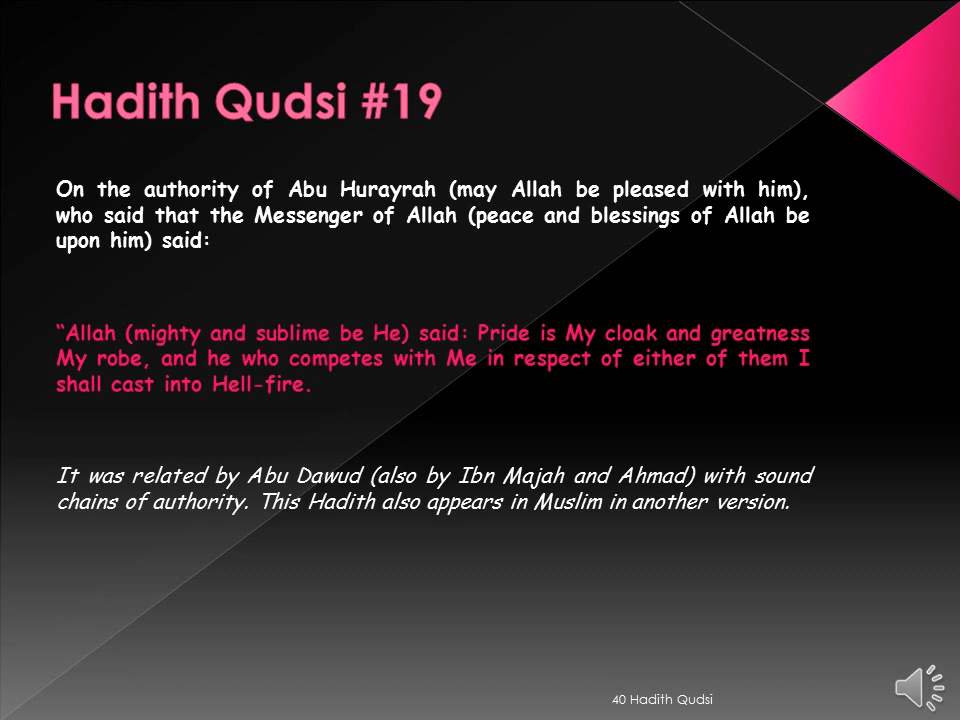 Hadith Qudsi #19
On the authority of Abu Hurayrah (may Allah be pleased with him),
who said that the Messenger of Allah (peace and blessings of Allah be
upon him) said:
“Allah (mighty and sublime be He) said: Pride is My cloak and greatness
My robe, and he who competes with Me in respect of either of them I
shall cast into Hell-fire.
It was related by Abu Dawud (also by Ibn Majah and Ahmad) with sound
chains of authority. This Hadith also appears in Muslim in another version.
40 Hadith Qudsi